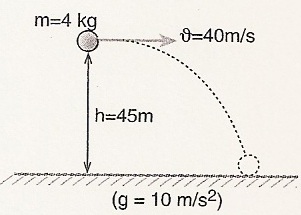 m=4 kg
ϑ=40m/s
h=45m
(g = 10 m/s²)